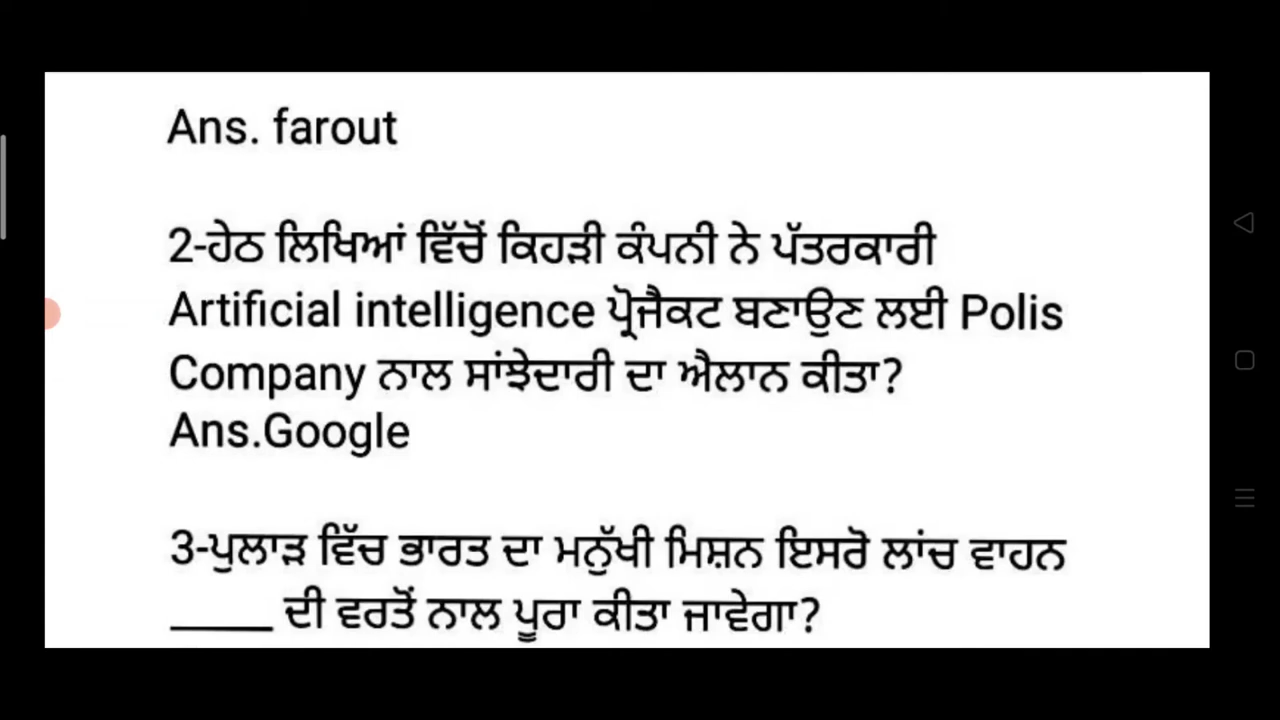 Ans. farout
2-ਹੇਠ ਲਿਖਿਆਂ ਵਿੱਚੋਂ ਕਿਹੜੀ ਕੰਪਨੀ ਨੇ ਪੱਤਰਕਾਰੀ
Artificial intelligence ਪ੍ਰੋਜੈਕਟ ਬਣਾਉਣ ਲਈ Polis
Company ਨਾਲ ਸਾਂਝੇਦਾਰੀ ਦਾ ਐਲਾਨ ਕੀਤਾ?
Ans.Google
3-ਪੁਲਾੜ ਵਿੱਚ ਭਾਰਤ ਦਾ ਮਨੁੱਖੀ ਮਿਸ਼ਨ ਇਸਰੋ ਲਾਂਚ ਵਾਹਨ
_____ ਦੀ ਵਰਤੋਂ ਨਾਲ ਪੂਰਾ ਕੀਤਾ ਜਾਵੇਗਾ?